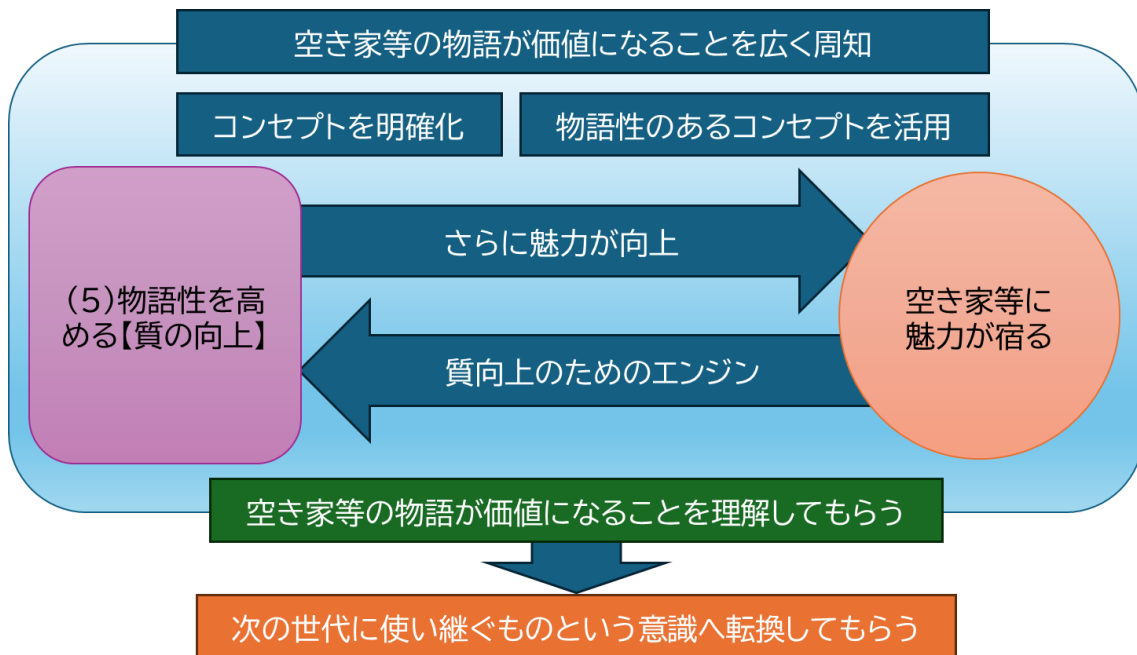 空き家等の物語が価値になることを広く周知
コンセプトを明確化
物語性のあるコンセプトを活用
さらに魅力が向上
(5)物語性を高
める【質の向上】
空き家等に
魅力が宿る
質向上のためのエンジン
空き家等の物語が価値になることを理解してもらう
次の世代に使い継ぐものという意識へ転換してもらう